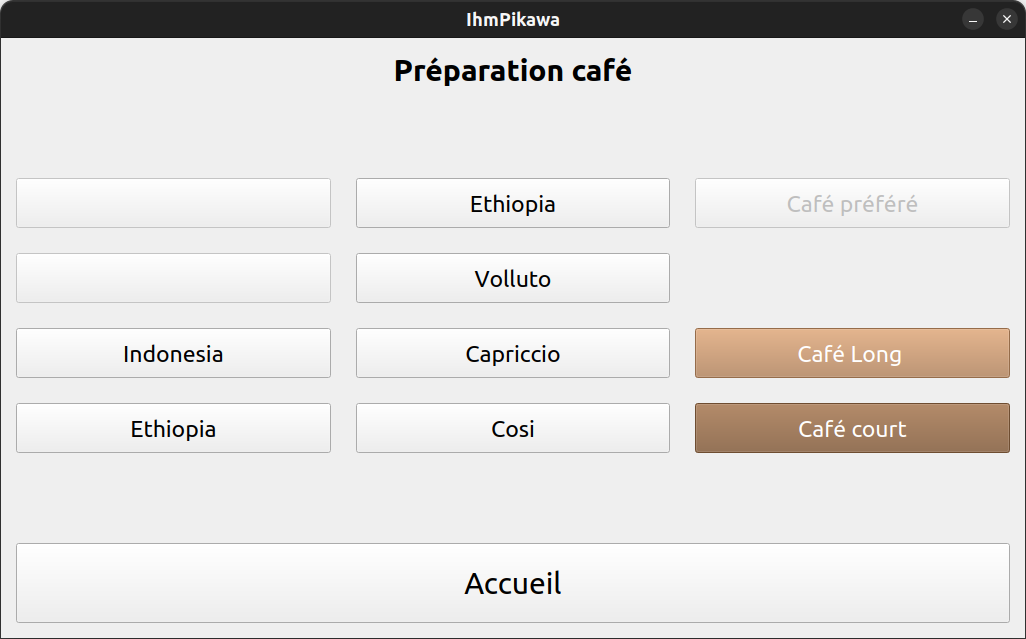 IhmPikawa
Préparation café
Ethiopia
Café préféré
Volluto
Indonesia
Capriccio
Café Long
Ethiopia
Cosi
Café court
Accueil